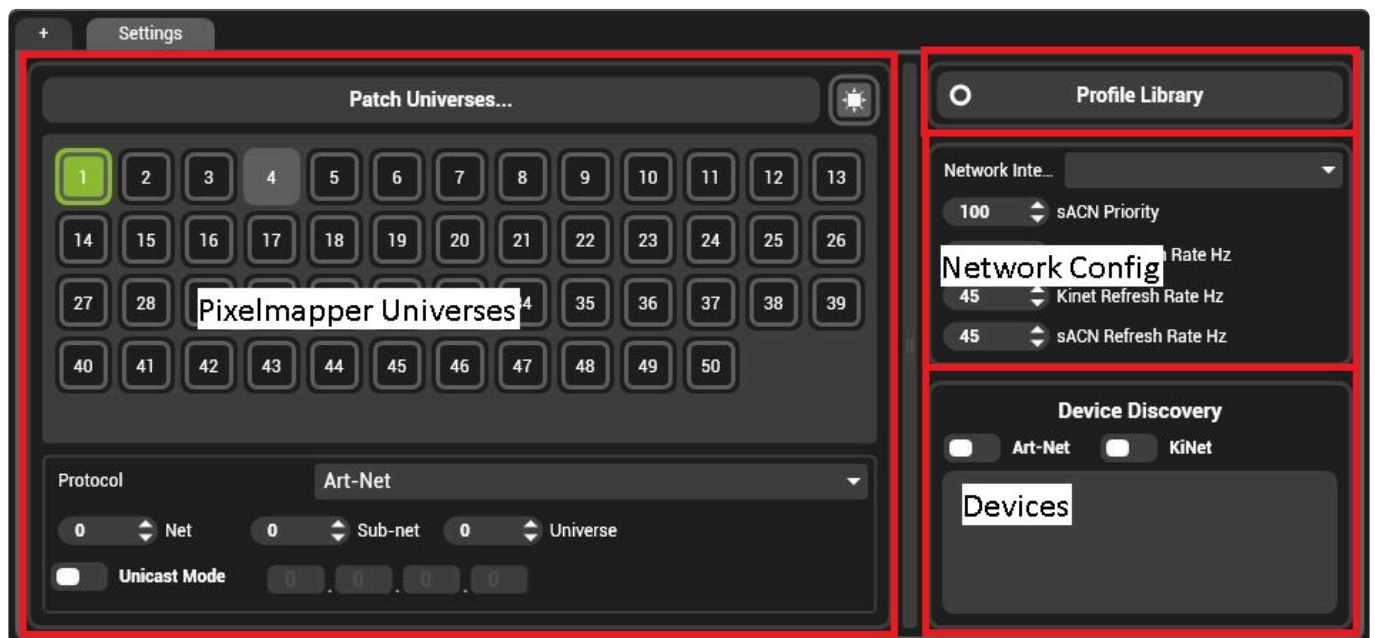 + Settings
Patch Universes...
1 2 3 4 5 6 7 8 9 10 11 12 13
14 15 16 17 18 19 20 21 22 23 24 25 26
27 28 Pixelmapper Universes 4 35 36 37 38 39
40 41 42 43 44 45 46 47 48 49 50
Protocol Art-Net
0 Net 0 Sub-net 0 Universe
Unicast Mode 0 . 0 . 0 . 0
Profile Library
Network Inte...
100 sACN Priority
Rate Hz
Network Config
45 Kinet Refresh Rate Hz
45 sACN Refresh Rate Hz
Device Discovery
Art-Net KiNet
Devices